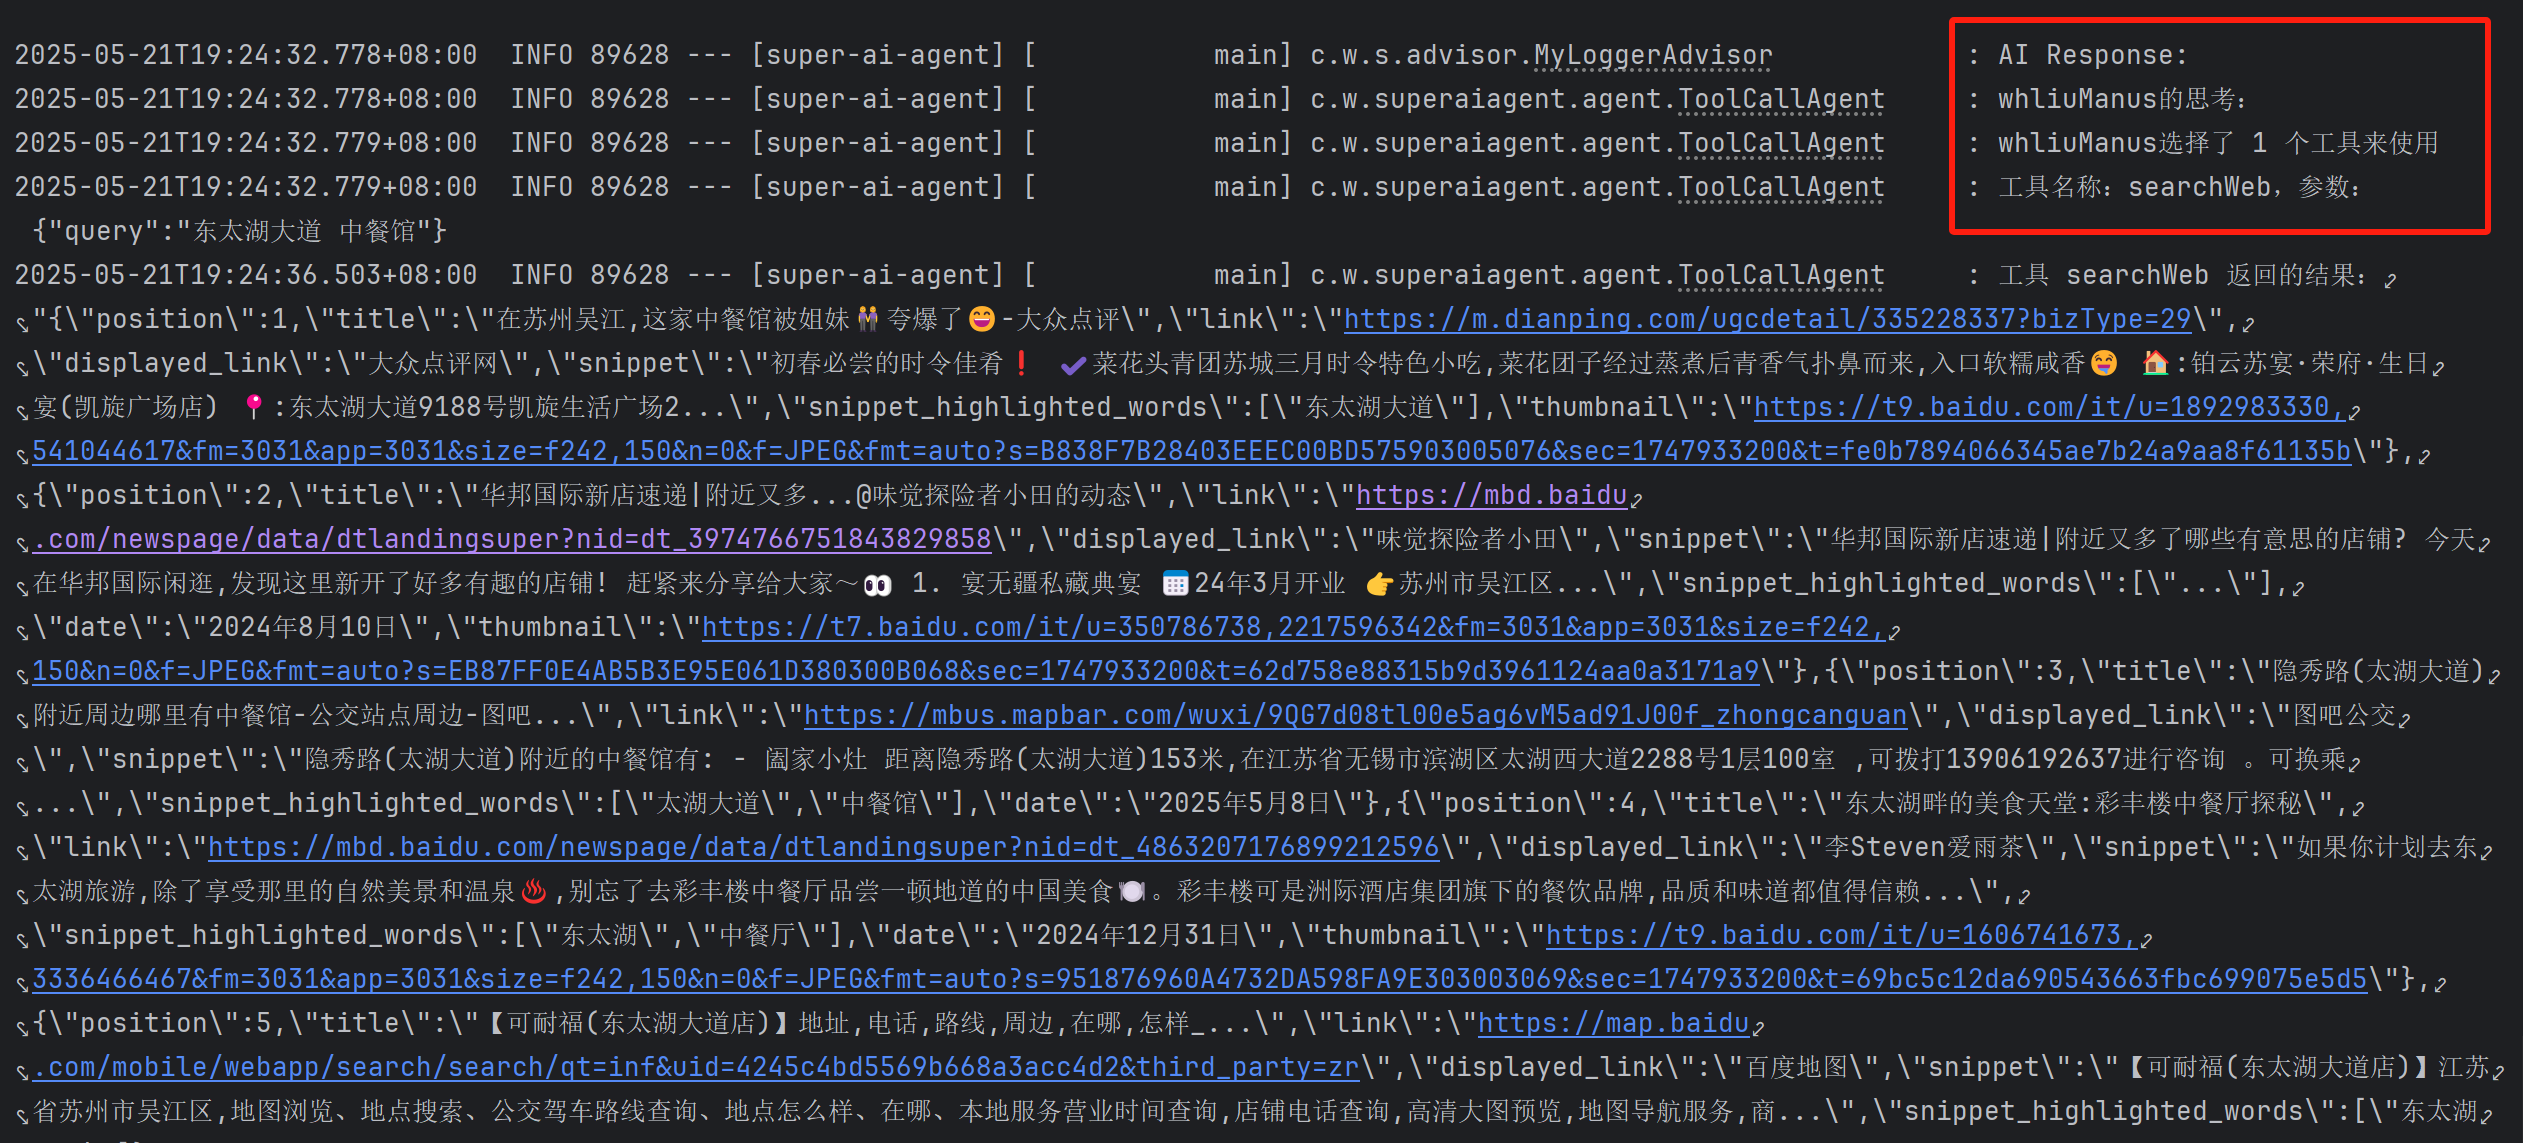 2025-05-21T19:24:32.778+08:00  INFO 89628 --- [super-ai-agent] [           main] c.w.s.advisor.MyLoggerAdvisor            : AI Response:
2025-05-21T19:24:32.778+08:00  INFO 89628 --- [super-ai-agent] [           main] c.w.superaiagent.agent.ToolCallAgent     : whliuManus的思考:
2025-05-21T19:24:32.779+08:00  INFO 89628 --- [super-ai-agent] [           main] c.w.superaiagent.agent.ToolCallAgent     : whliuManus选择了 1 个工具来使用
2025-05-21T19:24:32.779+08:00  INFO 89628 --- [super-ai-agent] [           main] c.w.superaiagent.agent.ToolCallAgent     : 工具名称：searchWeb，参数：
{"query":"东太湖大道 中餐馆"}
2025-05-21T19:24:36.503+08:00  INFO 89628 --- [super-ai-agent] [           main] c.w.superaiagent.agent.ToolCallAgent     : 工具 searchWeb 返回的结果：
"{\"position\":1,\"title\":\"在苏州吴江,这家中餐馆被姐妹👭夸爆了😄-大众点评\",\"link\":\"https://m.dianping.com/ugcdetail/335228337?bizType=29\",
\"displayed_link\":\"大众点评网\",\"snippet\":\"初春必尝的时令佳肴❗ ✔菜花头青团苏城三月时令特色小吃,菜花团子经过蒸煮后青香气扑鼻而来,入口软糯咸香🤤 🏠:铂云苏宴·荣府·生日
宴(凯旋广场店) 📍:东太湖大道9188号凯旋生活广场2...\",\"snippet_highlighted_words\":[\"东太湖大道\"],\"thumbnail\":\"https://t9.baidu.com/it/u=1892983330,
541044617&fm=3031&app=3031&size=f242,150&n=0&f=JPEG&fmt=auto?s=B838F7B28403EEEC00BD575903005076&sec=1747933200&t=fe0b7894066345ae7b24a9aa8f61135b\"},
{\"position\":2,\"title\":\"华邦国际新店速递|附近又多...@味觉探险者小田的动态\",\"link\":\"https://mbd.baidu
.com/newspage/data/dtlandingsuper?nid=dt_3974766751843829858\",\"displayed_link\":\"味觉探险者小田\",\"snippet\":\"华邦国际新店速递|附近又多了哪些有意思的店铺? 今天
在华邦国际闲逛,发现这里新开了好多有趣的店铺! 赶紧来分享给大家～👀 1. 宴无疆私藏典宴 📅24年3月开业 👉苏州市吴江区...\",\"snippet_highlighted_words\":[\"...\"],
\"date\":\"2024年8月10日\",\"thumbnail\":\"https://t7.baidu.com/it/u=350786738,2217596342&fm=3031&app=3031&size=f242,
150&n=0&f=JPEG&fmt=auto?s=EB87FF0E4AB5B3E95E061D380300B068&sec=1747933200&t=62d758e88315b9d3961124aa0a3171a9\"},{\"position\":3,\"title\":\"隐秀路(太湖大道)
附近周边哪里有中餐馆-公交站点周边-图吧...\",\"link\":\"https://mbus.mapbar.com/wuxi/9QG7d08tl00e5ag6vM5ad91J00f_zhongcanguan\",\"displayed_link\":\"图吧公交
\",\"snippet\":\"隐秀路(太湖大道)附近的中餐馆有: - 阖家小灶 距离隐秀路(太湖大道)153米,在江苏省无锡市滨湖区太湖西大道2288号1层100室 ,可拨打13906192637进行咨询 。可换乘
...\",\"snippet_highlighted_words\":[\"太湖大道\",\"中餐馆\"],\"date\":\"2025年5月8日\"},{\"position\":4,\"title\":\"东太湖畔的美食天堂:彩丰楼中餐厅探秘\",
\"link\":\"https://mbd.baidu.com/newspage/data/dtlandingsuper?nid=dt_4863207176899212596\",\"displayed_link\":\"李Steven爱雨茶\",\"snippet\":\"如果你计划去东
太湖旅游,除了享受那里的自然美景和温泉♨️,别忘了去彩丰楼中餐厅品尝一顿地道的中国美食🍽️。彩丰楼可是洲际酒店集团旗下的餐饮品牌,品质和味道都值得信赖...\",
\"snippet_highlighted_words\":[\"东太湖\",\"中餐厅\"],\"date\":\"2024年12月31日\",\"thumbnail\":\"https://t9.baidu.com/it/u=1606741673,
3336466467&fm=3031&app=3031&size=f242,150&n=0&f=JPEG&fmt=auto?s=951876960A4732DA598FA9E303003069&sec=1747933200&t=69bc5c12da690543663fbc699075e5d5\"},
{\"position\":5,\"title\":\"【可耐福(东太湖大道店)】地址,电话,路线,周边,在哪,怎样_...\",\"link\":\"https://map.baidu
.com/mobile/webapp/search/search/qt=inf&uid=4245c4bd5569b668a3acc4d2&third_party=zr\",\"displayed_link\":\"百度地图\",\"snippet\":\"【可耐福(东太湖大道店)】江苏
省苏州市吴江区,地图浏览、地点搜索、公交驾车路线查询、地点怎么样、在哪、本地服务营业时间查询,店铺电话查询,高清大图预览,地图导航服务,商...\",\"snippet_highlighted_words\":[\"东太湖